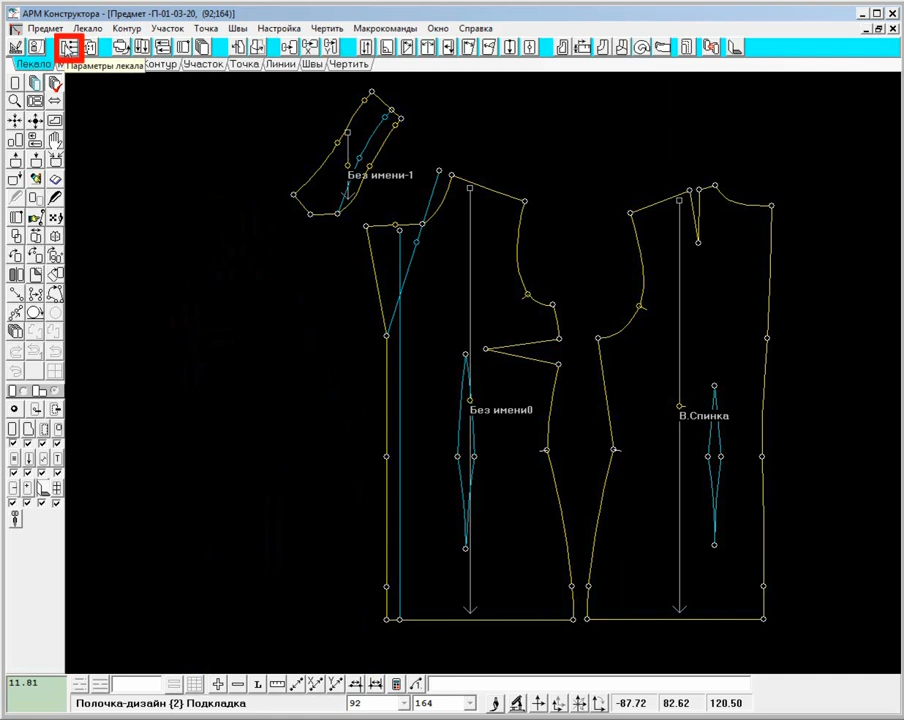 АРМ Конструктора - [Предмет -П-01-03-20, (92;164)]
Предмет Лекало Контур Участок Точка Швы Настройка Чертить Макрокоманды Окно Справка
Лекало Контур Участок Точка Линии Швы Чертить
Параметры лекала
Без имени-1
Без имени0
В.Спинка
11.81
Полочка-дизайн {2} Подкладка
92
164
-87.72 82.62 120.50